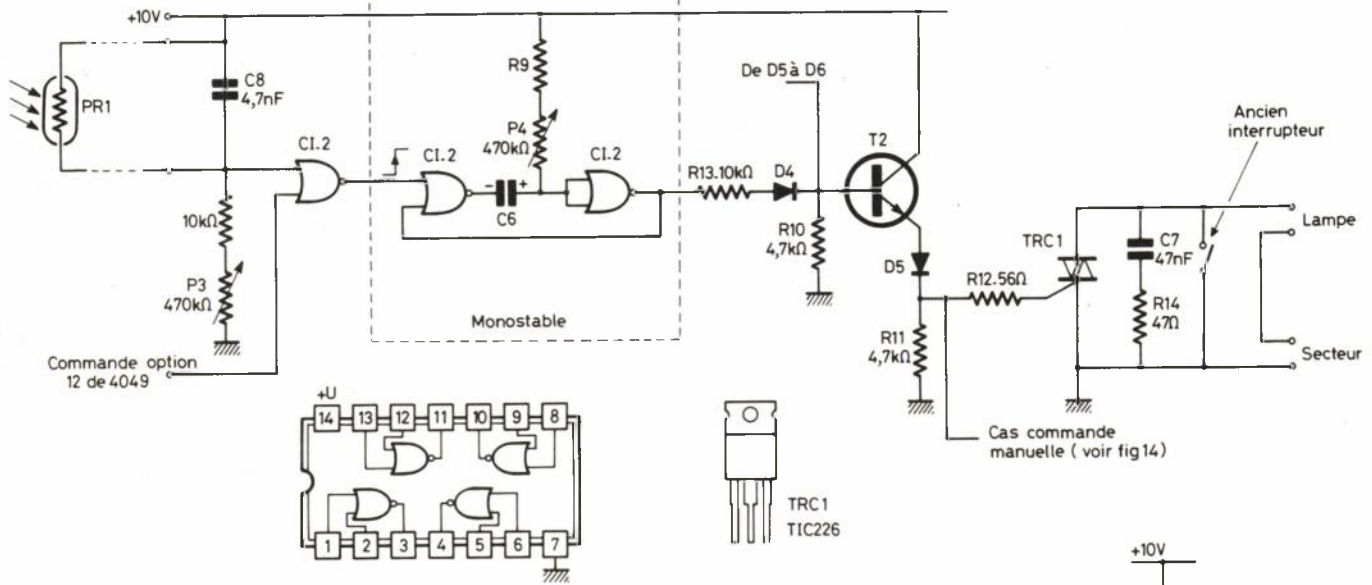 +10V
PR1
C8
4,7nF
10kΩ
P3
470kΩ
Commande option
12 de 4049
CI.2
CI.2
C6
- +
R9
P4
470kΩ
CI.2
Monostable
R13.10kΩ
D4
De D5 à D6
R10
4,7kΩ
T2
D5
R11
4,7kΩ
R12.56Ω
TRC1
C7
47nF
R14
47Ω
Ancien
interrupteur
Lampe
Secteur
Cas commande
manuelle ( voir fig 14)
+U
14 13 12 11 10 9 8
1 2 3 4 5 6 7
TRC1
TIC226
+10V